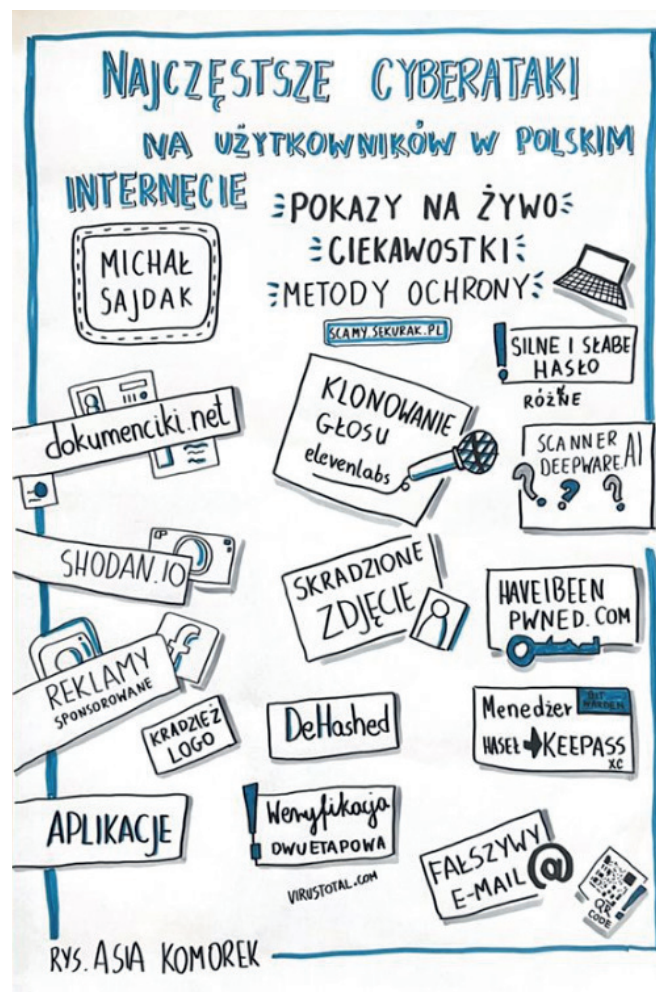 NAJCZĘSTSZE CYBERATAKI
NA UŻYTKOWNIKÓW W POLSKIM
INTERNECIE
POKAZY NA ŻYWO
CIEKAWOSTKI
METODY OCHRONY
MICHAŁ
SAJDAK
SCAMY.SEKURAK.PL
SILNE I SŁABE
HASŁO
RÓŻNE
dokumenciki.net
KLONOWANIE
GŁOSU
elevenlabs
SCANNER
DEEPWARE.AI
SHODAN.IO
SKRADZIONE
ZDJĘCIE
HAVEIBEEN
PWNED.COM
REKLAMY
SPONSOROWANE
KRADZIEŻ
LOGO
DeHashed
Menedżer
BIT
WARDEN
HASEŁ KEEPASS
XC
APLIKACJE
Weryfikacja
DWUETAPOWA
VIRUSTOTAL.COM
FAŁSZYWY
E-MAIL @
QR
CODE
RYS. ASIA KOMOREK